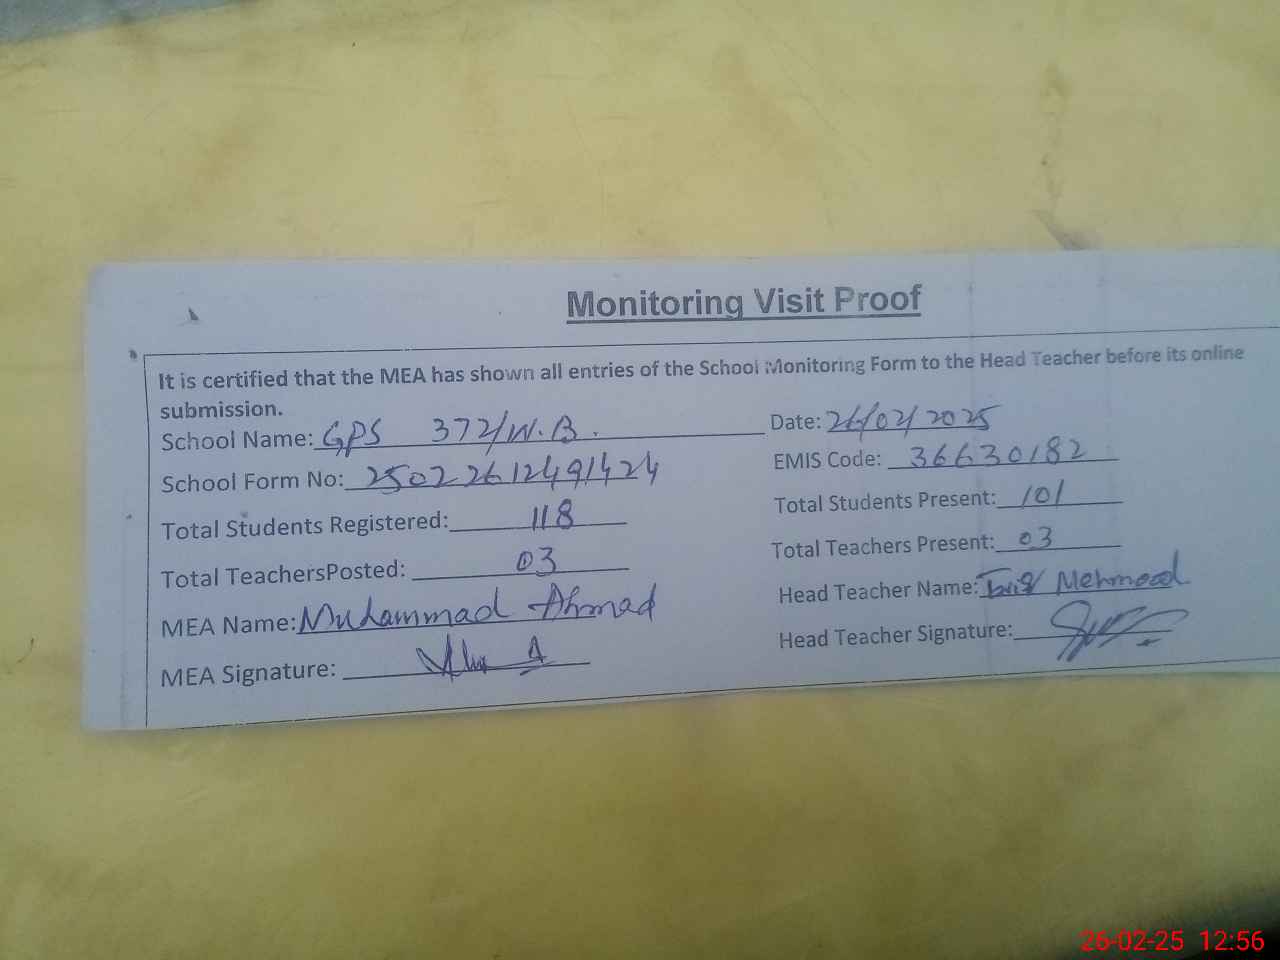 Monitoring Visit Proof
It is certified that the MEA has shown all entries of the School Monitoring Form to the Head Teacher before its online
submission.
School Name: GPS 372/W.B. Date: 26/02/2025
School Form No: 25022612491424 EMIS Code: 36630182
Total Students Registered: 118 Total Students Present: 101
Total TeachersPosted: 03 Total Teachers Present: 03
MEA Name: Muhammad Ahmad Head Teacher Name: Tariq Mehmood
MEA Signature: Head Teacher Signature:
26-02-25 12:56